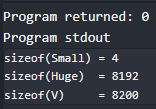 Program returned: 0
Program stdout
sizeof(Small) = 4
sizeof(Huge)  = 8192
sizeof(V)     = 8200